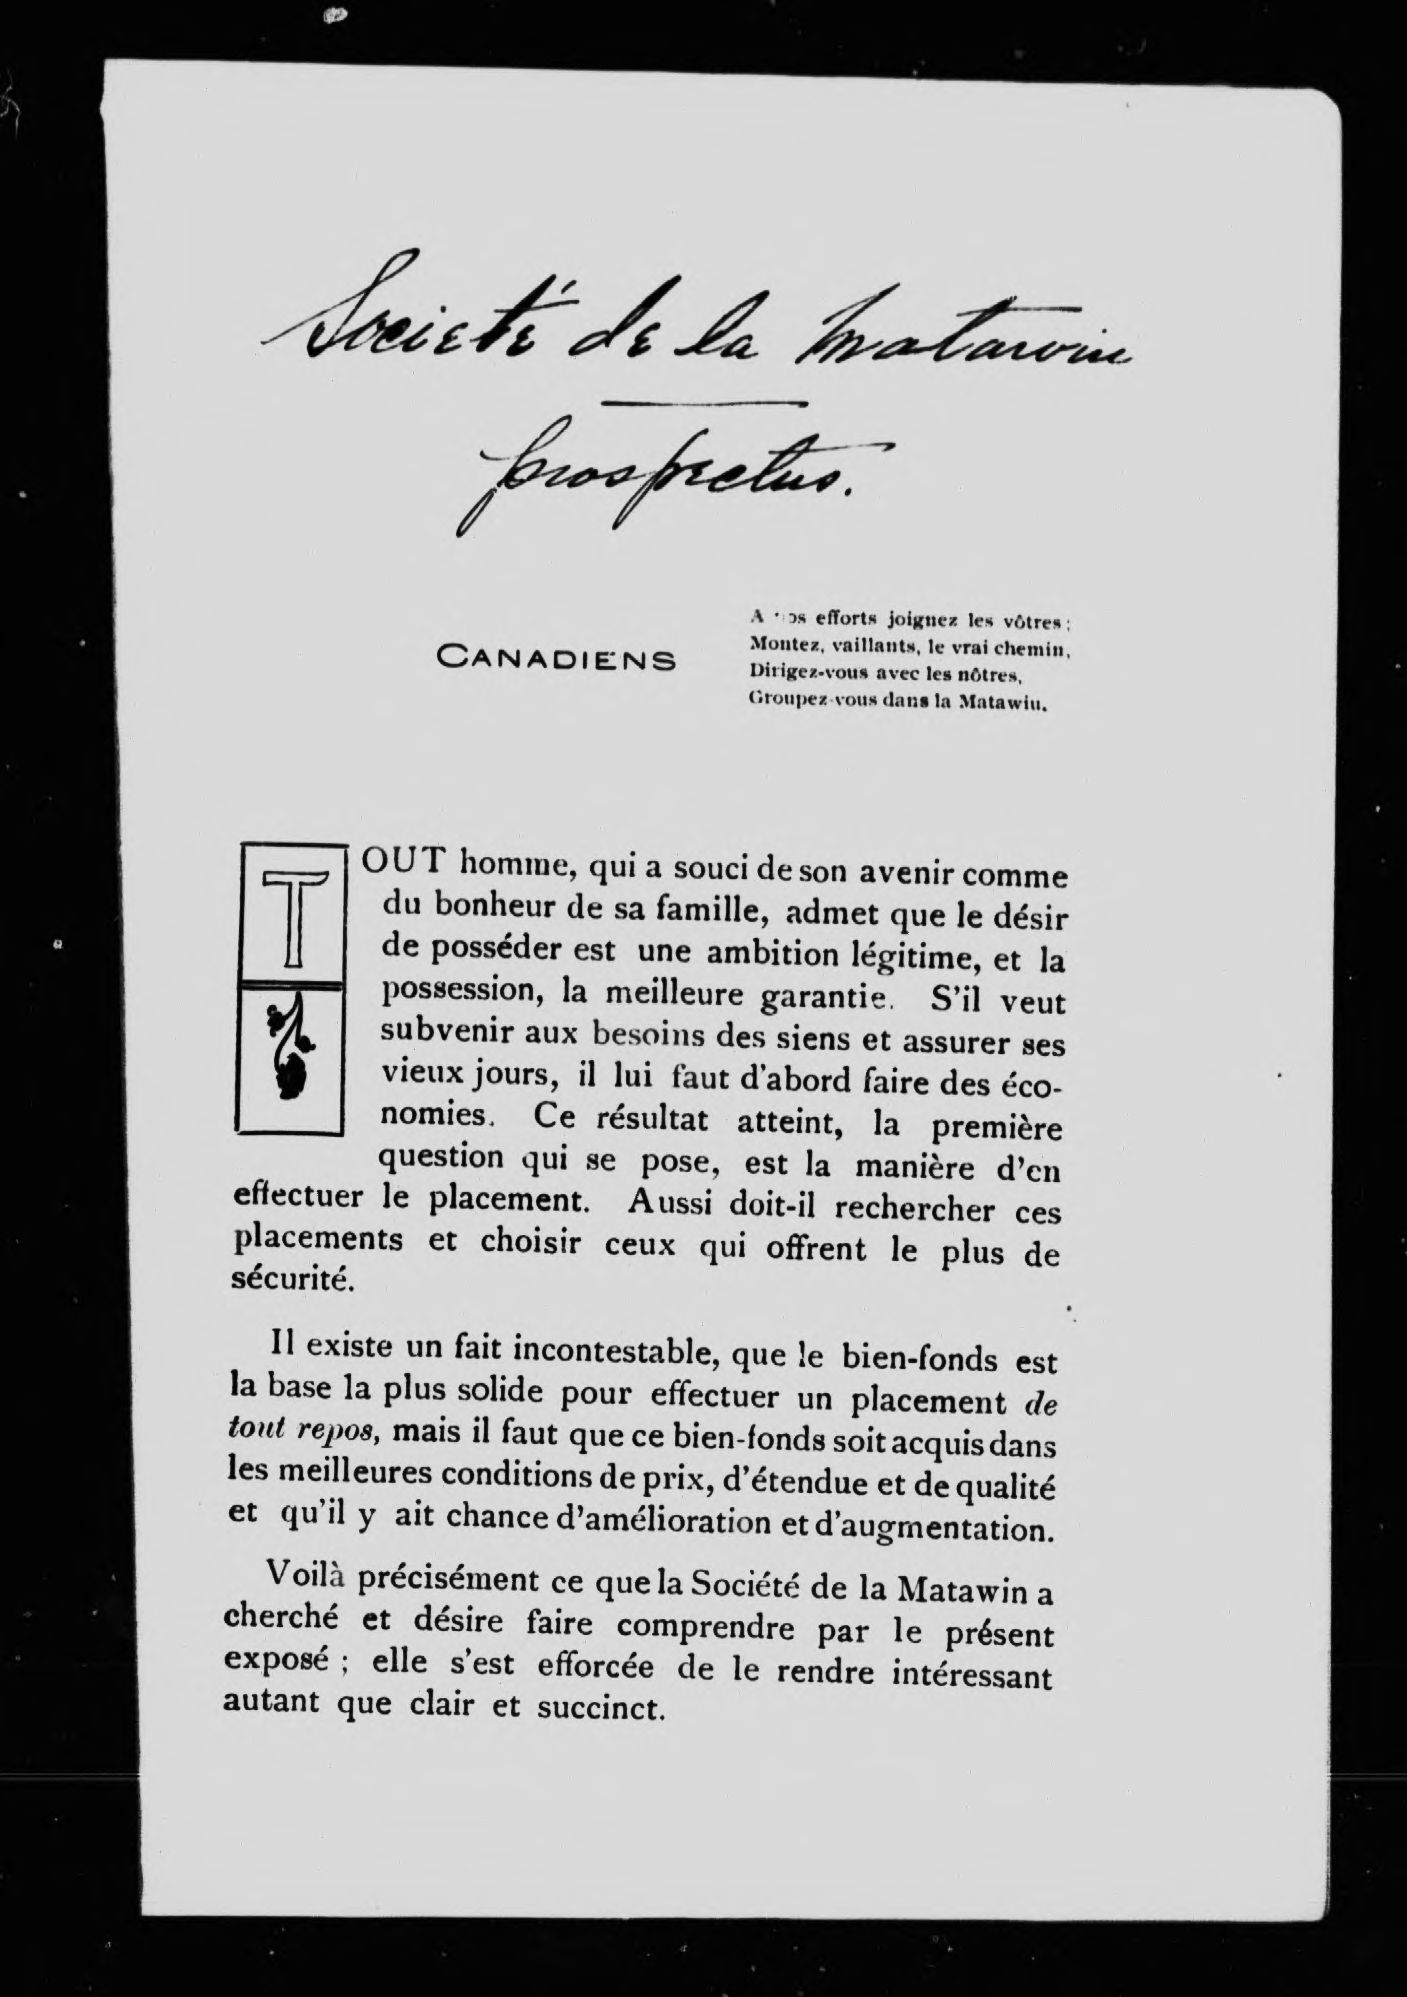 Societé de la Matawin
prospectus.
CANADIENS
A nos efforts joignez les vôtres ;
Montez, vaillants, le vrai chemin,
Dirigez-vous avec les nôtres,
Groupez-vous dans la Matawin.
TOUT homme, qui a souci de son avenir comme
du bonheur de sa famille, admet que le désir
de posséder est une ambition légitime, et la
possession, la meilleure garantie. S'il veut
subvenir aux besoins des siens et assurer ses
vieux jours, il lui faut d'abord faire des éco-
nomies. Ce résultat atteint, la première
question qui se pose, est la manière d'en
effectuer le placement. Aussi doit-il rechercher ces
placements et choisir ceux qui offrent le plus de
sécurité.
Il existe un fait incontestable, que le bien-fonds est
la base la plus solide pour effectuer un placement de
tout repos, mais il faut que ce bien-fonds soit acquis dans
les meilleures conditions de prix, d'étendue et de qualité
et qu'il y ait chance d'amélioration et d'augmentation.
Voilà précisément ce que la Société de la Matawin a
cherché et désire faire comprendre par le présent
exposé ; elle s'est efforcée de le rendre intéressant
autant que clair et succinct.